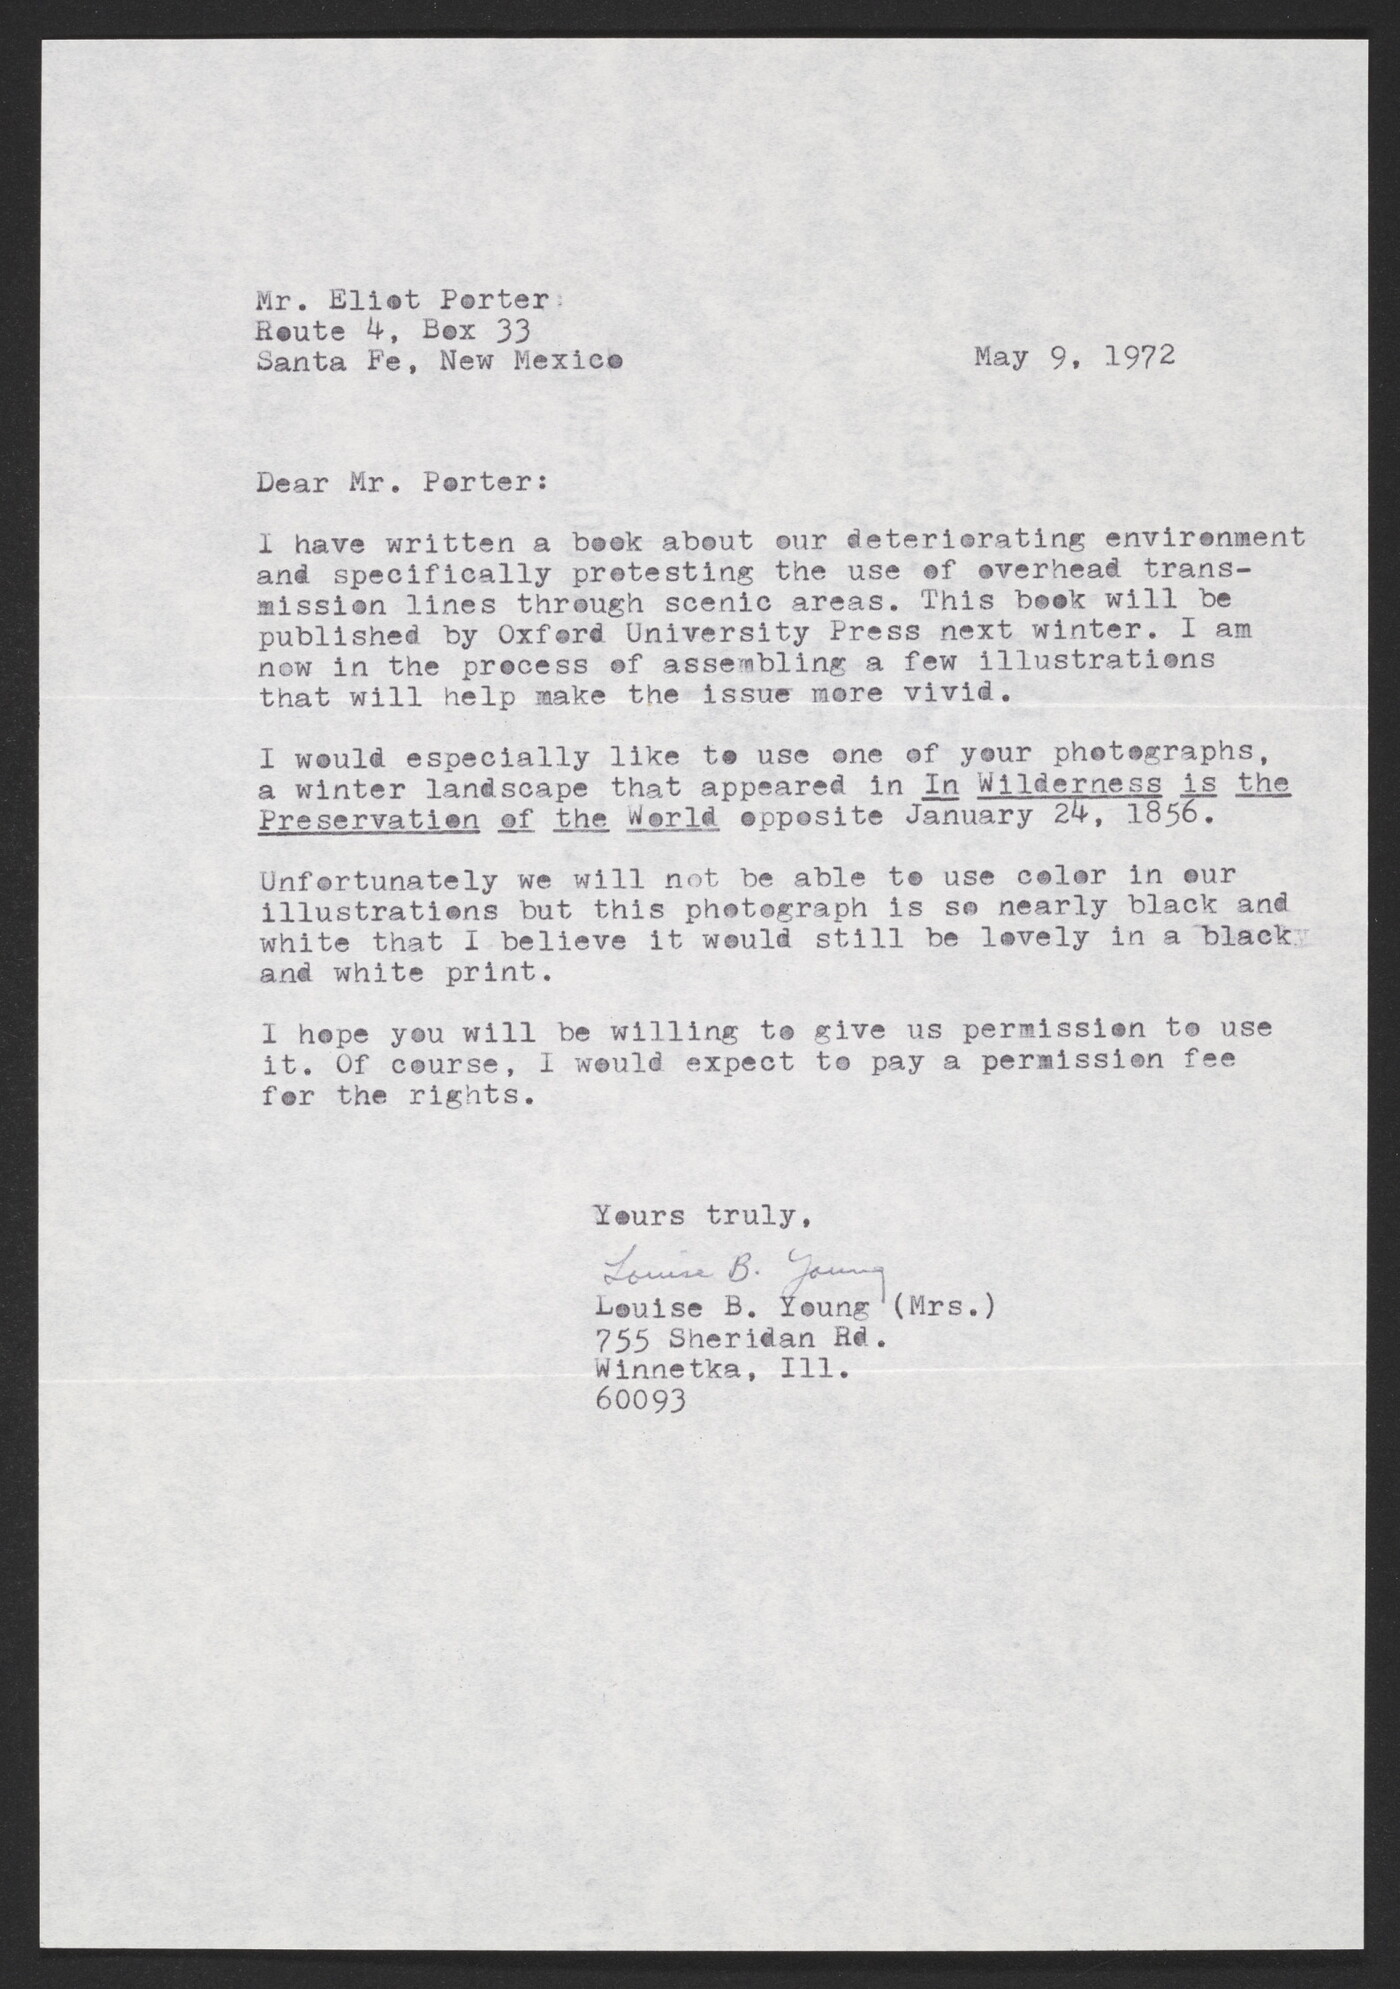 Mr. Eliot Porter
Route 4, Box 33
Santa Fe, New Mexico
May 9, 1972
Dear Mr. Porter:
I have written a book about our deteriorating environment
and specifically protesting the use of overhead trans-
mission lines through scenic areas. This book will be
published by Oxford University Press next winter. I am
now in the process of assembling a few illustrations
that will help make the issue more vivid.
I would especially like to use one of your photographs,
a winter landscape that appeared in In Wilderness is the
Preservation of the World opposite January 24, 1856.
Unfortunately we will not be able to use color in our
illustrations but this photograph is so nearly black and
white that I believe it would still be lovely in a black
and white print.
I hope you will be willing to give us permission to use
it. Of course, I would expect to pay a permission fee
for the rights.
Yours truly,
Louise B. Young
Louise B. Young (Mrs.)
755 Sheridan Rd.
Winnetka, Ill.
60093